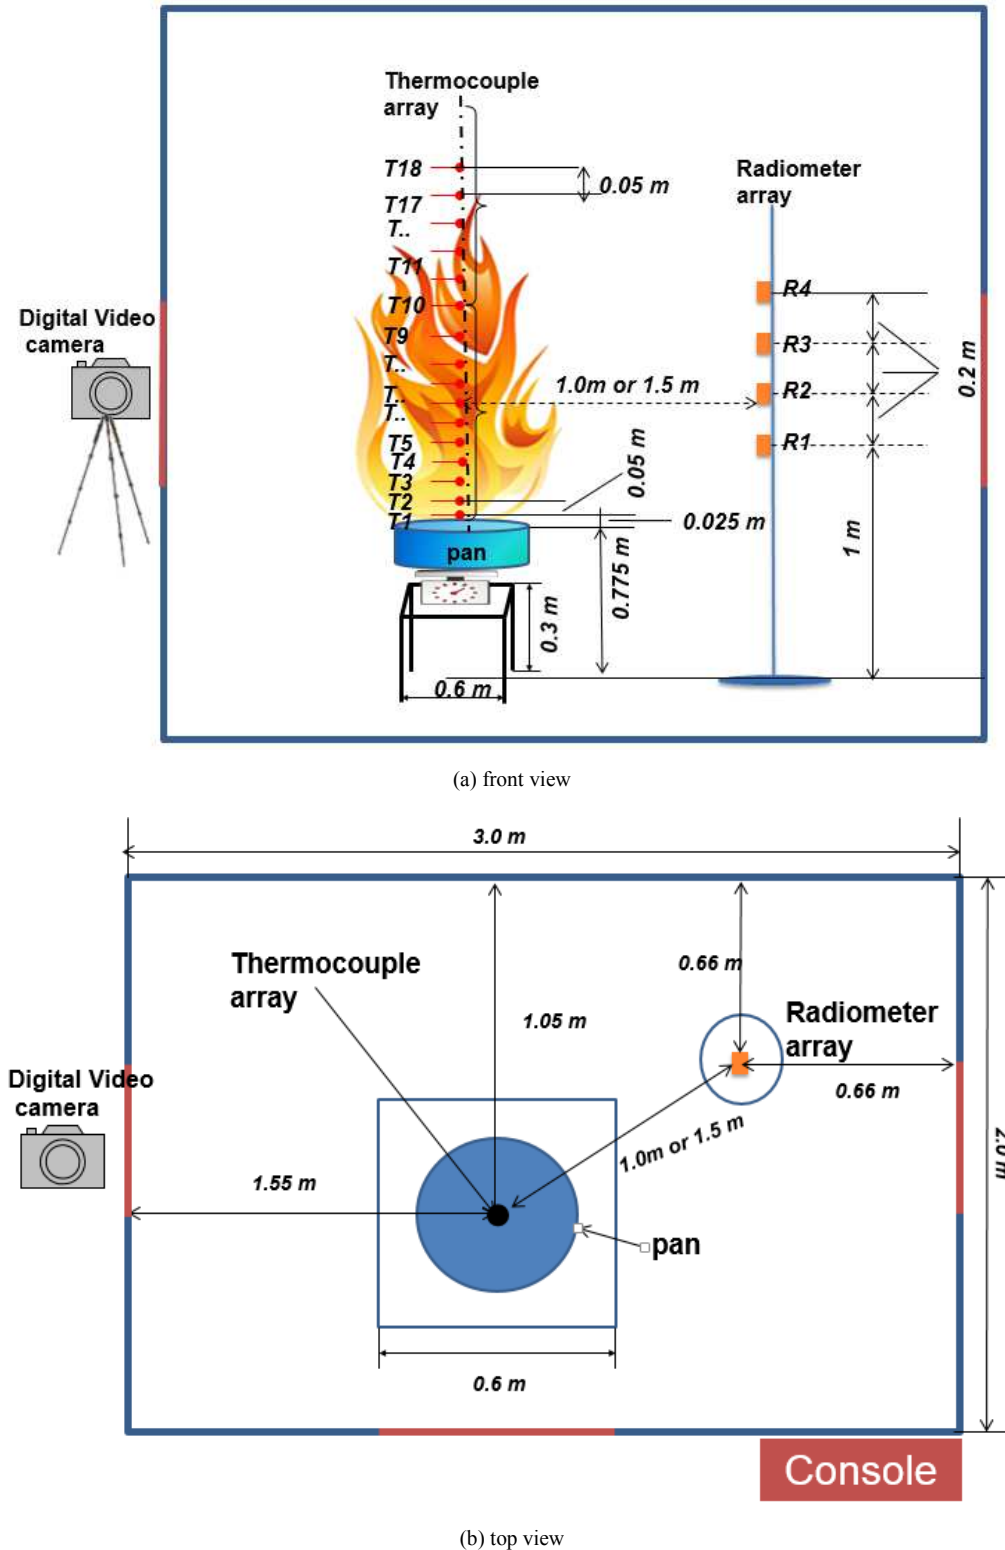 Thermocouple
array
T18
0.05 m
T17
T..
T11
T10
T9
T..
T..
T..
T5
T4
T3
T2
T1
Radiometer
array
R4
R3
R2
R1
0.2 m
Digital Video
camera
1.0m or 1.5 m
0.05 m
0.025 m
pan
0.775 m
0.3 m
1 m
0.6 m
(a) front view
3.0 m
Thermocouple
array
0.66 m
1.05 m
Radiometer
array
Digital Video
camera
0.66 m
1.0m or 1.5 m
2.0 m
1.55 m
pan
0.6 m
Console
(b) top view